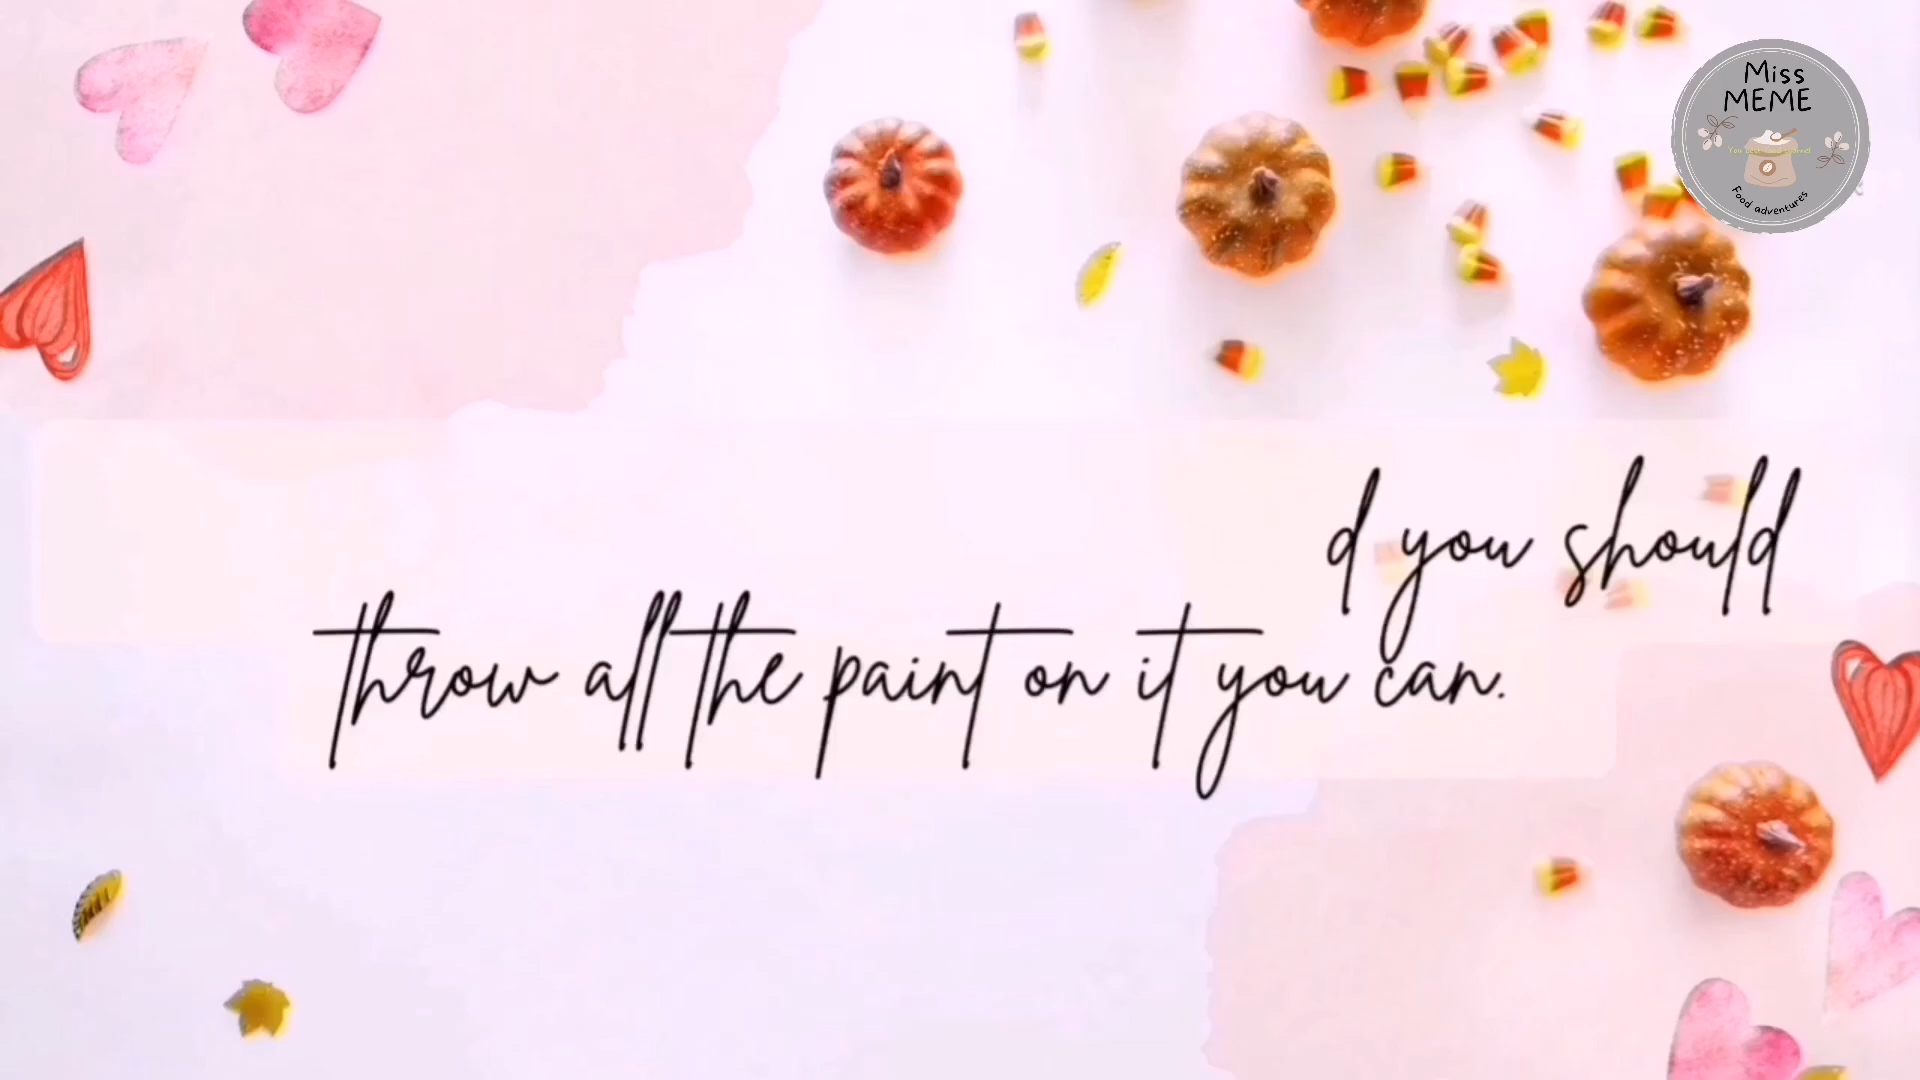 Miss
MEME
Food adventures
d you should
throw all the paint on it you can.